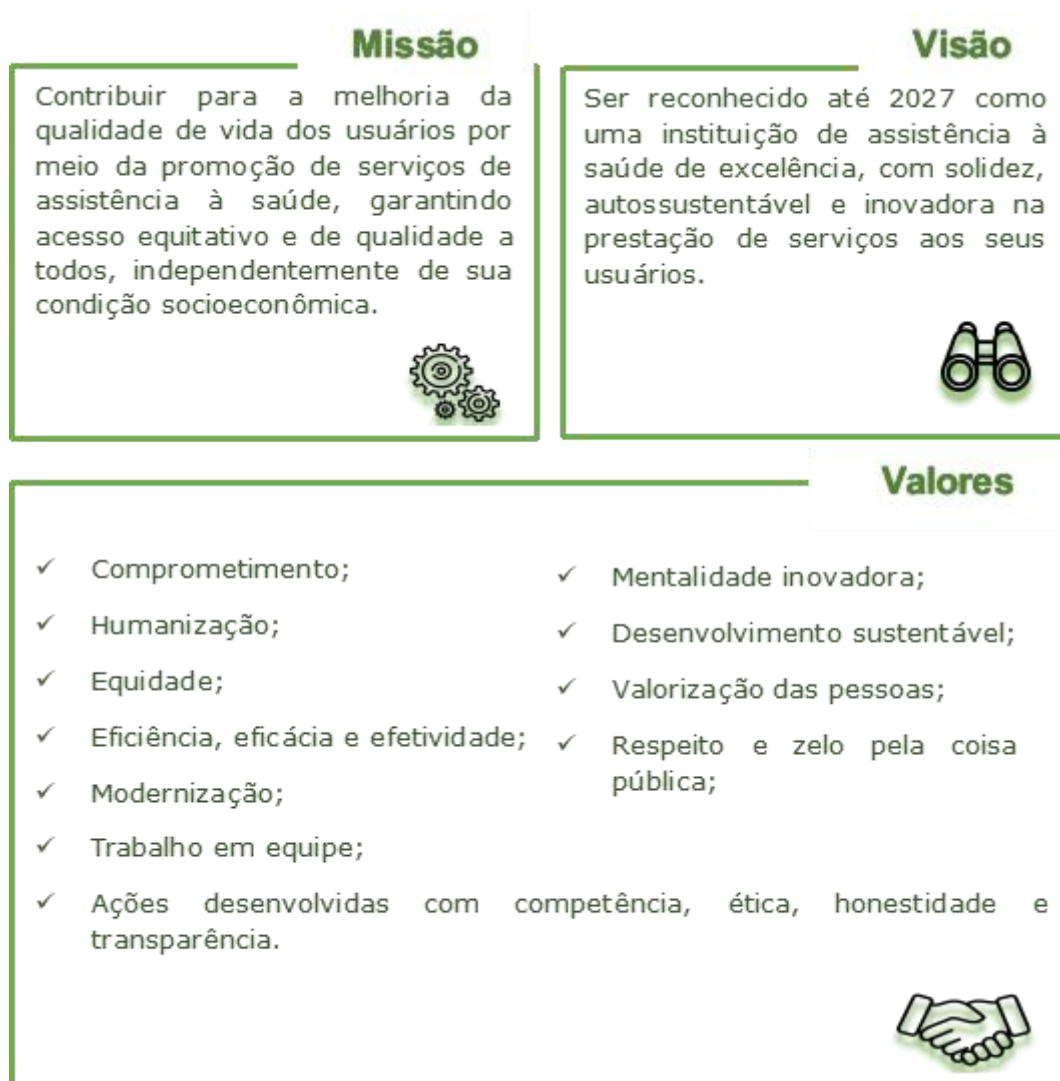 Missão
Contribuir para a melhoria da
qualidade de vida dos usuários por
meio da promoção de serviços de
assistência à saúde, garantindo
acesso equitativo e de qualidade a
todos, independentemente de sua
condição socioeconômica.
Visão
Ser reconhecido até 2027 como
uma instituição de assistência à
saúde de excelência, com solidez,
autossustentável e inovadora na
prestação de serviços aos seus
usuários.
Valores
✓ Comprometimento;
✓ Humanização;
✓ Equidade;
✓ Eficiência, eficácia e efetividade;
✓ Modernização;
✓ Trabalho em equipe;
✓ Mentalidade inovadora;
✓ Desenvolvimento sustentável;
✓ Valorização das pessoas;
✓ Respeito e zelo pela coisa
pública;
✓ Ações desenvolvidas com competência, ética, honestidade e
transparência.